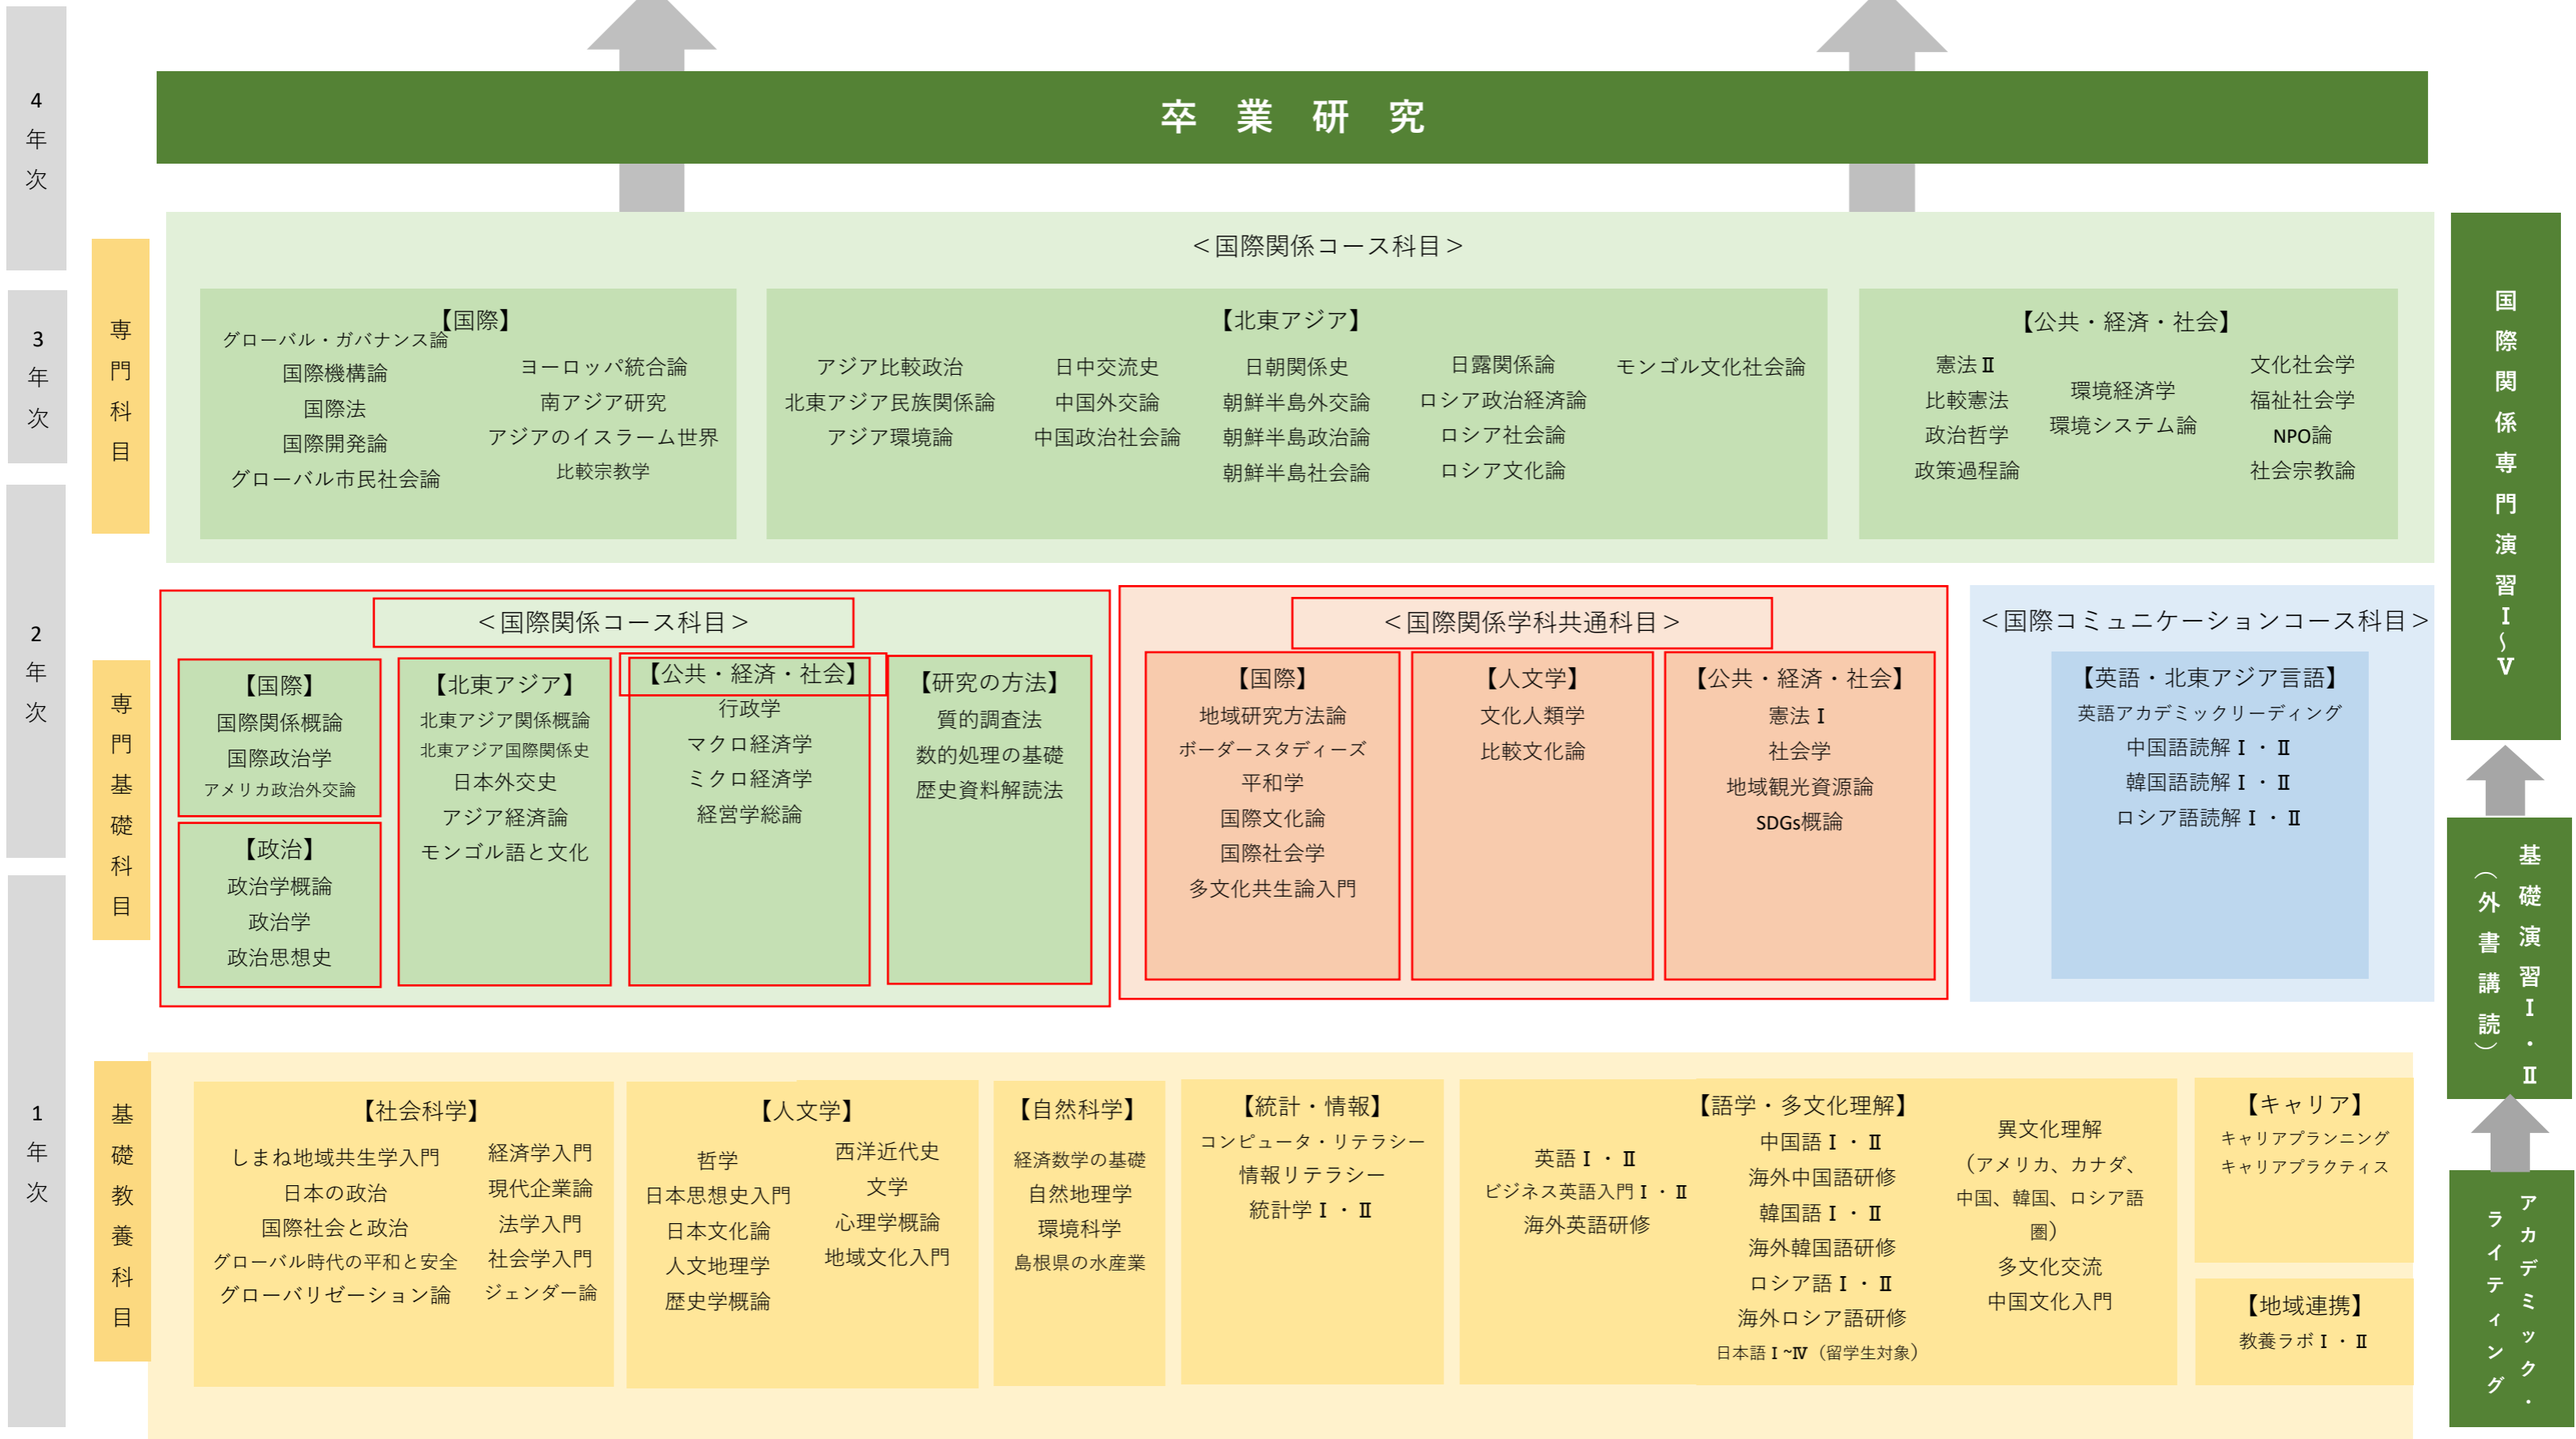 4年次
3年次
2年次
1年次
卒業研究
専門科目
＜国際関係コース科目＞
【国際】
グローバル・ガバナンス論
国際機構論
国際法
国際開発論
グローバル市民社会論
ヨーロッパ統合論
南アジア研究
アジアのイスラーム世界
比較宗教学
【北東アジア】
アジア比較政治
北東アジア民族関係論
アジア環境論
日中交流史
中国外交論
中国政治社会論
日朝関係史
朝鮮半島外交論
朝鮮半島政治論
朝鮮半島社会論
日露関係論
ロシア政治経済論
ロシア社会論
ロシア文化論
モンゴル文化社会論
【公共・経済・社会】
憲法Ⅱ
比較憲法
政治哲学
政策過程論
環境経済学
環境システム論
文化社会学
福祉社会学
NPO論
社会宗教論
専門基礎科目
＜国際関係コース科目＞
【国際】
国際関係概論
国際政治学
アメリカ政治外交論
【政治】
政治学概論
政治学
政治思想史
【北東アジア】
北東アジア関係概論
北東アジア国際関係史
日本外交史
アジア経済論
モンゴル語と文化
【公共・経済・社会】
行政学
マクロ経済学
ミクロ経済学
経営学総論
【研究の方法】
質的調査法
数的処理の基礎
歴史資料解読法
＜国際関係学科共通科目＞
【国際】
地域研究方法論
ボーダースタディーズ
平和学
国際文化論
国際社会学
多文化共生論入門
【人文学】
文化人類学
比較文化論
【公共・経済・社会】
憲法Ⅰ
社会学
地域観光資源論
SDGs概論
＜国際コミュニケーションコース科目＞
【英語・北東アジア言語】
英語アカデミックリーディング
中国語読解Ⅰ・Ⅱ
韓国語読解Ⅰ・Ⅱ
ロシア語読解Ⅰ・Ⅱ
基礎教養科目
【社会科学】
しまね地域共生学入門
日本の政治
国際社会と政治
グローバル時代の平和と安全
グローバリゼーション論
経済学入門
現代企業論
法学入門
社会学入門
ジェンダー論
【人文学】
哲学
日本思想史入門
日本文化論
人文地理学
歴史学概論
西洋近代史
文学
心理学概論
地域文化入門
【自然科学】
経済数学の基礎
自然地理学
環境科学
島根県の水産業
【統計・情報】
コンピュータ・リテラシー
情報リテラシー
統計学Ⅰ・Ⅱ
【語学・多文化理解】
英語Ⅰ・Ⅱ
ビジネス英語入門Ⅰ・Ⅱ
海外英語研修
中国語Ⅰ・Ⅱ
海外中国語研修
韓国語Ⅰ・Ⅱ
海外韓国語研修
ロシア語Ⅰ・Ⅱ
海外ロシア語研修
日本語Ⅰ~Ⅳ（留学生対象）
異文化理解
（アメリカ、カナダ、
中国、韓国、ロシア語
圏）
多文化交流
中国文化入門
【キャリア】
キャリアプランニング
キャリアプラクティス
【地域連携】
教養ラボⅠ・Ⅱ
国際関係専門演習Ⅰ～Ⅴ
基礎演習Ⅰ・Ⅱ
（外書講読）
アカデミック・
ライティング